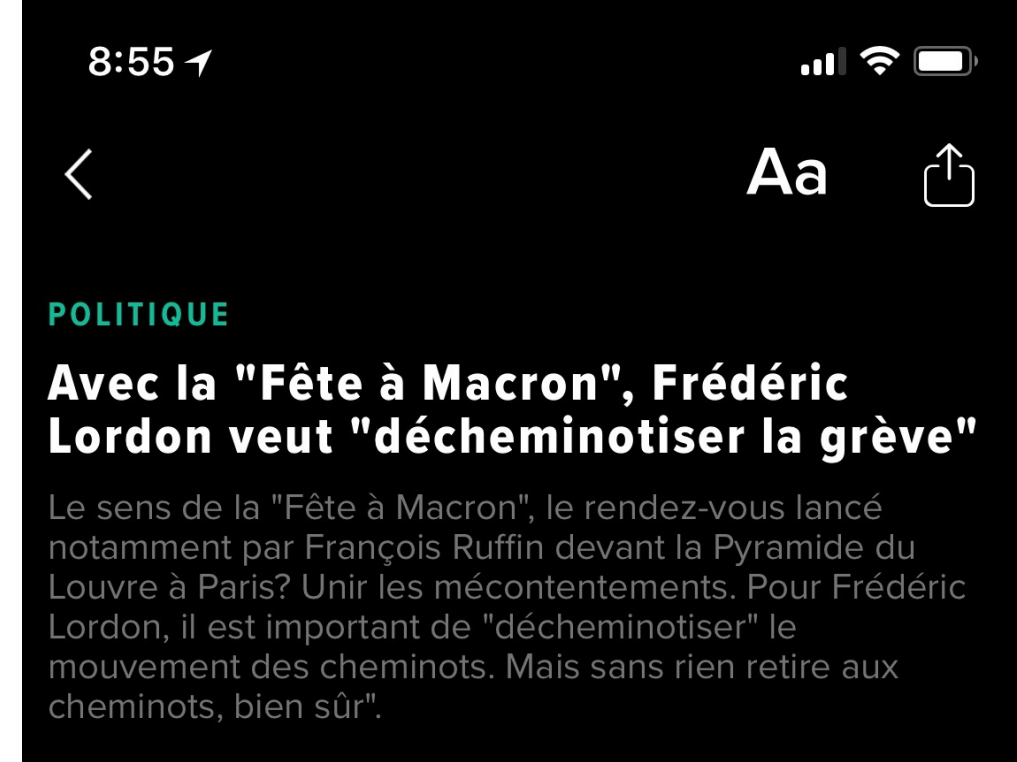 8:55
Aa
POLITIQUE
Avec la "Fête à Macron", Frédéric
Lordon veut "décheminotiser la grève"
Le sens de la "Fête à Macron", le rendez-vous lancé
notamment par François Ruffin devant la Pyramide du
Louvre à Paris? Unir les mécontentements. Pour Frédéric
Lordon, il est important de "décheminotiser" le
mouvement des cheminots. Mais sans rien retire aux
cheminots, bien sûr".